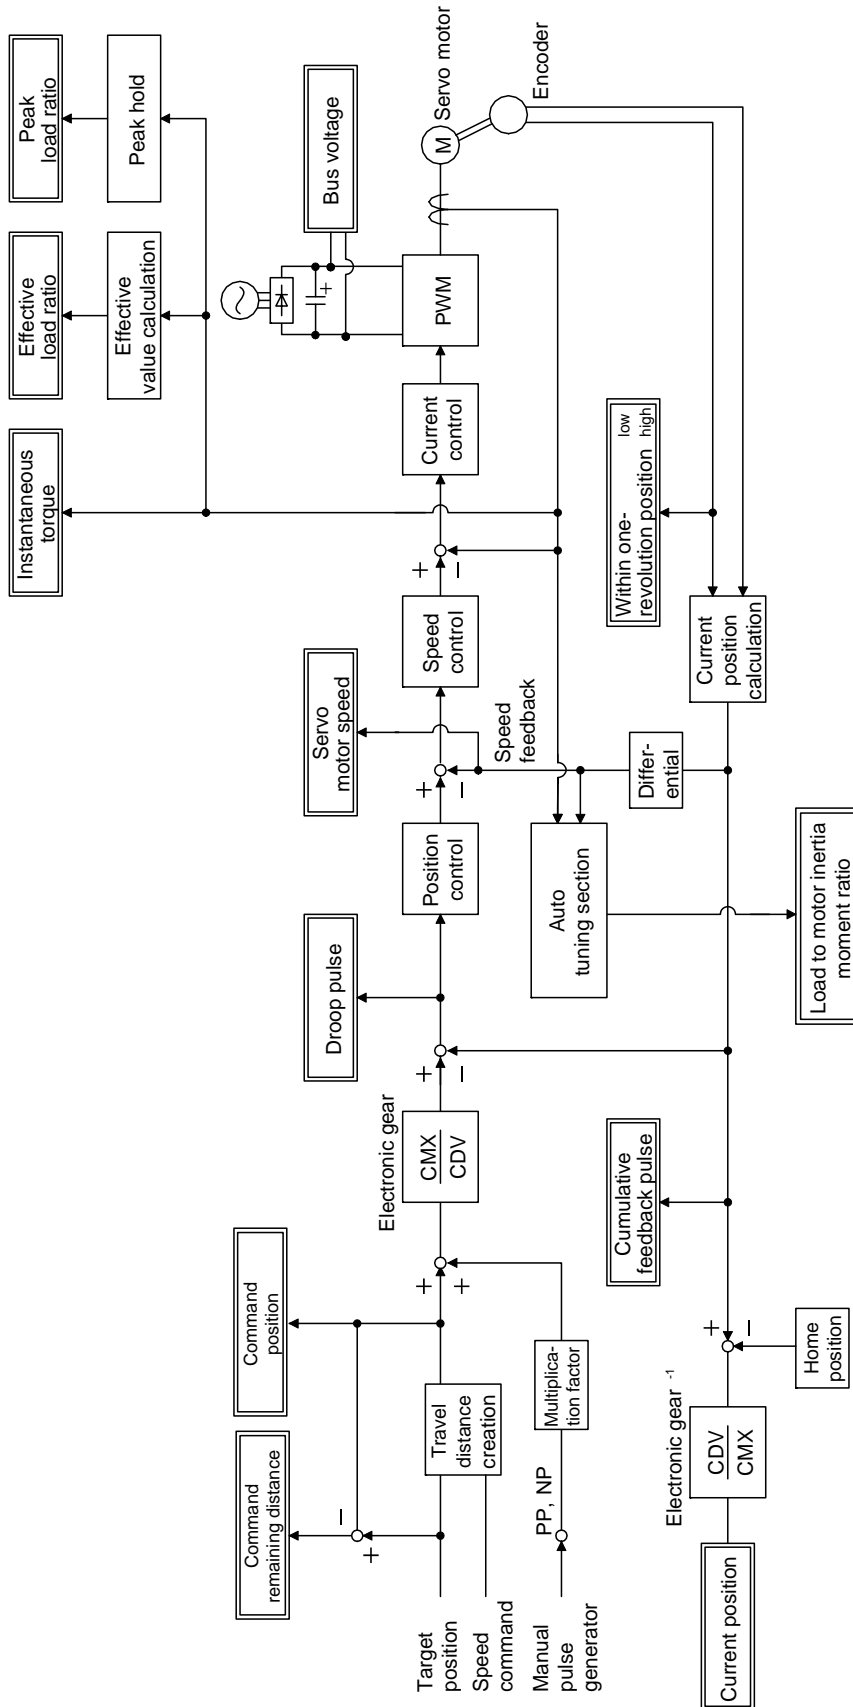 Peak
load ratio
Peak hold
Effective
load ratio
Effective
value calculation
Instantaneous
torque
Bus voltage
Servo motor
M
Encoder
+
PWM
Current
control
+
−
Speed
control
Servo
motor speed
Speed
feedback
+
−
Position
control
Droop pulse
+
−
Electronic gear
CMX
CDV
Command
position
Command
remaining distance
−
+
+
+
Travel
distance
creation
Target
position
Speed
command
Manual
pulse
generator
PP, NP
Multiplica-
tion factor
Within one-
revolution position
low
high
Current
position
calculation
Differ-
ential
Auto
tuning section
Load to motor inertia
moment ratio
Cumulative
feedback pulse
+
−
Home
position
Electronic gear -1
CDV
CMX
Current position